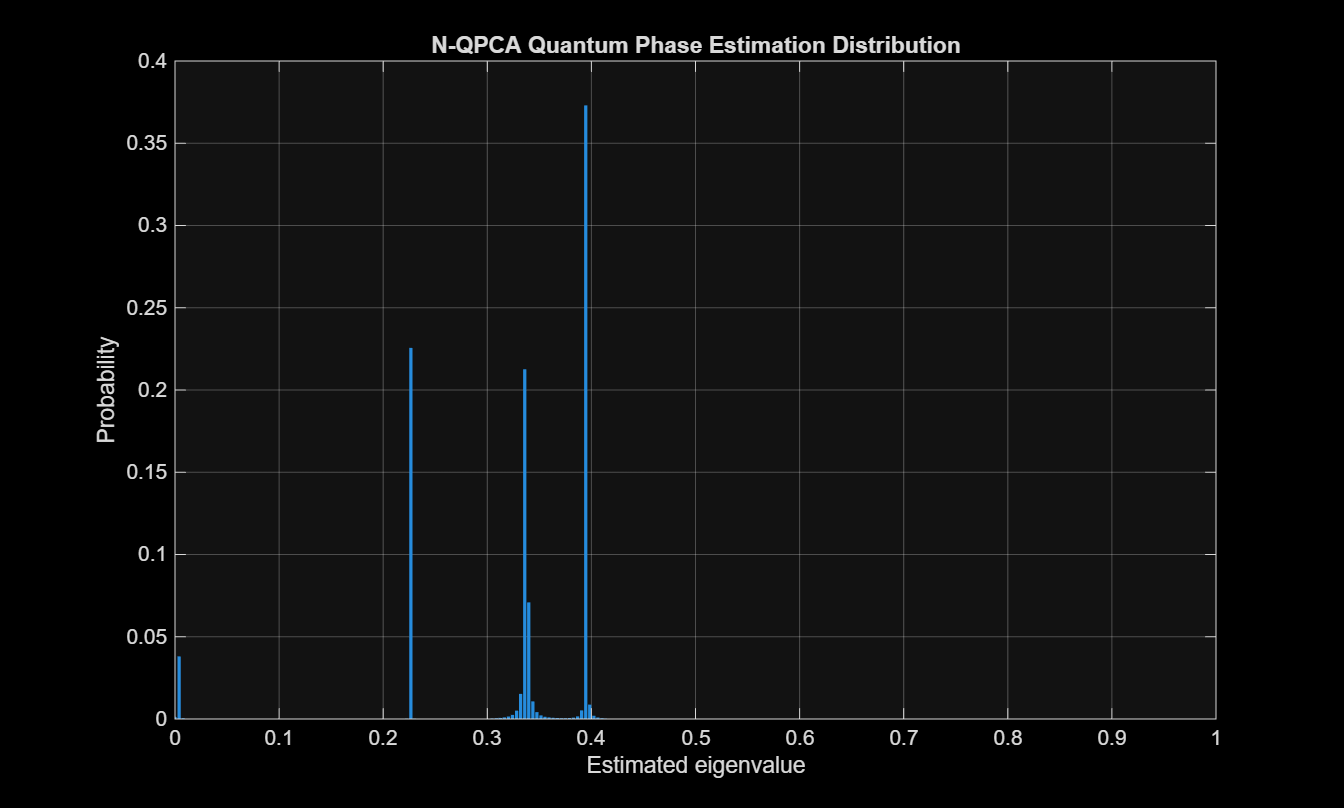 N-QPCA Quantum Phase Estimation Distribution
0.4
0.35
0.3
0.25
0.2
0.15
0.1
0.05
0
Probability
0 0.1 0.2 0.3 0.4 0.5 0.6 0.7 0.8 0.9 1
Estimated eigenvalue